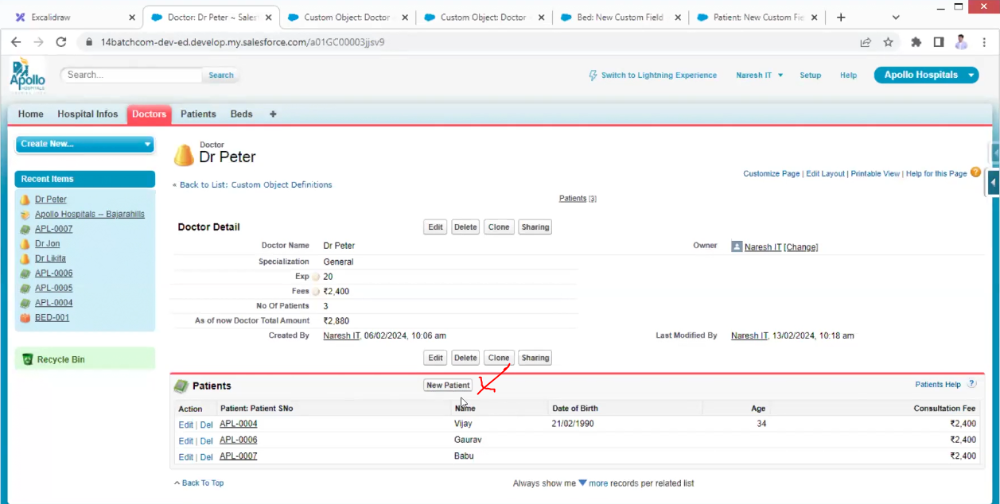 Excalidraw
Doctor: Dr Peter ~ Sales
Custom Object: Doctor
Custom Object: Doctor
Bed: New Custom Field
Patient: New Custom Fie
14batchcom-dev-ed.develop.my.salesforce.com/a01GC00003jjsv9
Apollo
HOSPITALS
Search...
Search
Switch to Lightning Experience
Naresh IT
Setup
Help
Apollo Hospitals
Home
Hospital Infos
Doctors
Patients
Beds
Create New...
Recent Items
Dr Peter
Apollo Hospitals -- Bajarahills
APL-0007
Dr Jon
Dr Likita
APL-0006
APL-0005
APL-0004
BED-001
Recycle Bin
Doctor
Dr Peter
Customize Page | Edit Layout | Printable View | Help for this Page ?
« Back to List: Custom Object Definitions
Patients [3]
Doctor Detail Edit Delete Clone Sharing
Doctor Name Dr Peter Owner Naresh IT [Change]
Specialization General
Exp 20
Fees ₹2,400
No Of Patients 3
As of now Doctor Total Amount ₹2,880
Created By Naresh IT, 06/02/2024, 10:06 am Last Modified By Naresh IT, 13/02/2024, 10:18 am
Edit Delete Clone Sharing
Patients New Patient Patients Help ?
Action Patient: Patient SNo Name Date of Birth Age Consultation Fee
Edit | Del APL-0004 Vijay 21/02/1990 34 ₹2,400
Edit | Del APL-0006 Gaurav ₹2,400
Edit | Del APL-0007 Babu ₹2,400
Back To Top Always show me more records per related list